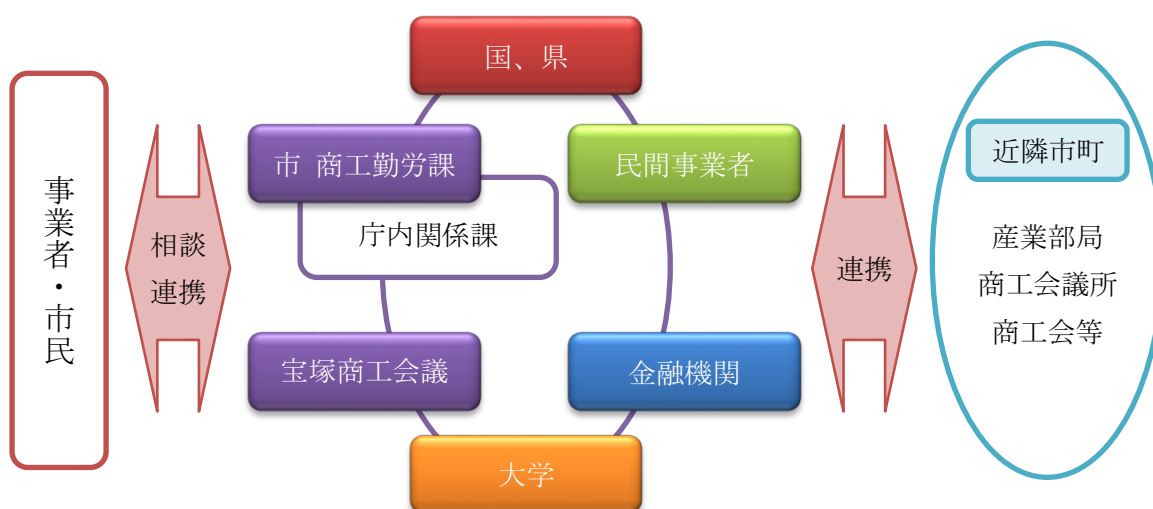 国、県
市 商工勤労課
民間事業者
庁内関係課
宝塚商工会議
金融機関
大学
事業者・市民
相談
連携
連携
近隣市町
産業部局
商工会議所
商工会等